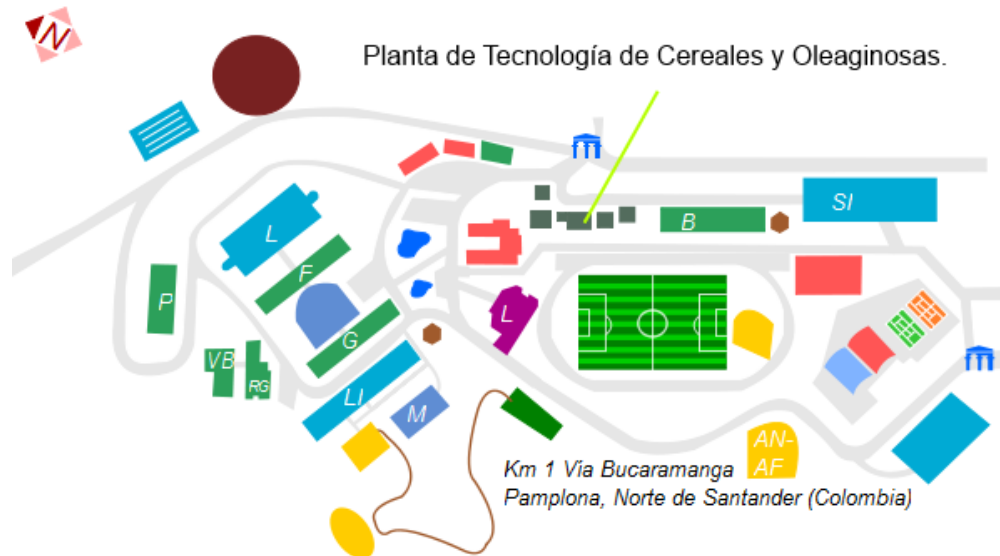 N
Planta de Tecnología de Cereales y Oleaginosas.
SI
B
L
F
P
L
G
VB
RG
LI
M
AN-
AF
Km 1 Via Bucaramanga
Pamplona, Norte de Santander (Colombia)